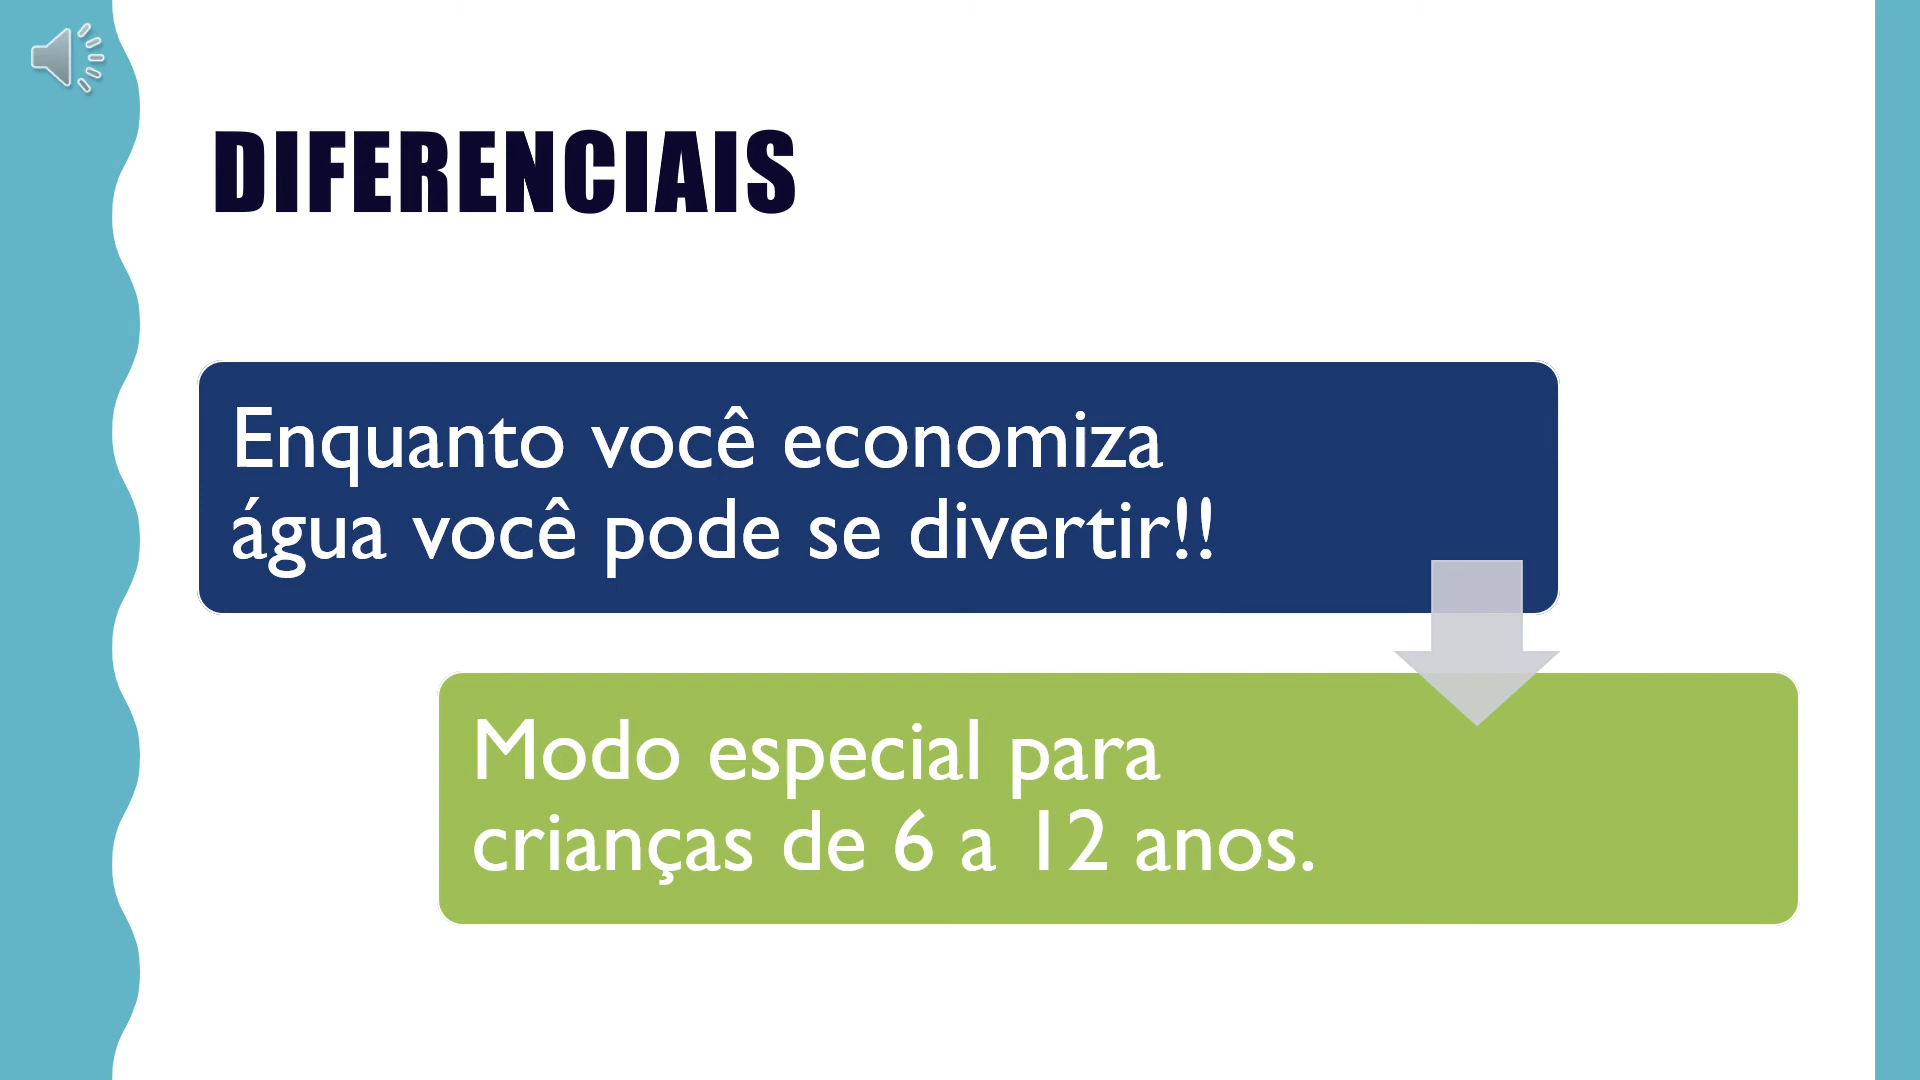 DIFERENCIAIS
Enquanto você economiza
água você pode se divertir!!
Modo especial para
crianças de 6 a 12 anos.